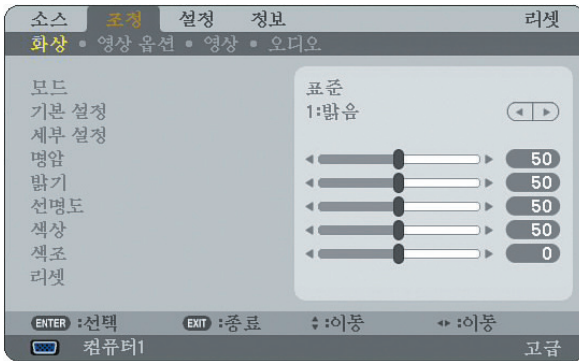 소스 조정 설정 정보 리셋
화상 • 영상 옵션 • 영상 • 오디오
모드 표준
기본 설정 1:밝음
세부 설정
명암 50
밝기 50
선명도 50
색상 50
색조 0
리셋
ENTER :선택 EXIT :종료 :이동 :이동
컴퓨터1 고급